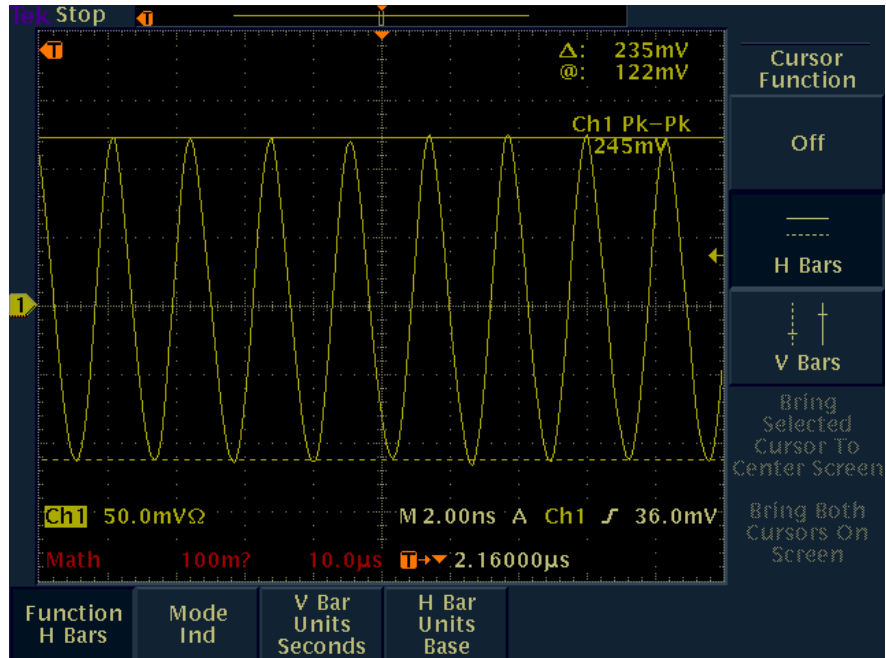 Tek Stop
T
T
Δ: 235mV
@: 122mV
Ch1 Pk-Pk
245mV
1
Ch1 50.0mVΩ
M 2.00ns A Ch1 ƒ 36.0mV
Math 100m? 10.0µs
T→▼ 2.16000µs
Cursor
Function
Off
H Bars
V Bars
Bring
Selected
Cursor To
Center Screen
Bring Both
Cursors On
Screen
Function
H Bars
Mode
Ind
V Bar
Units
Seconds
H Bar
Units
Base